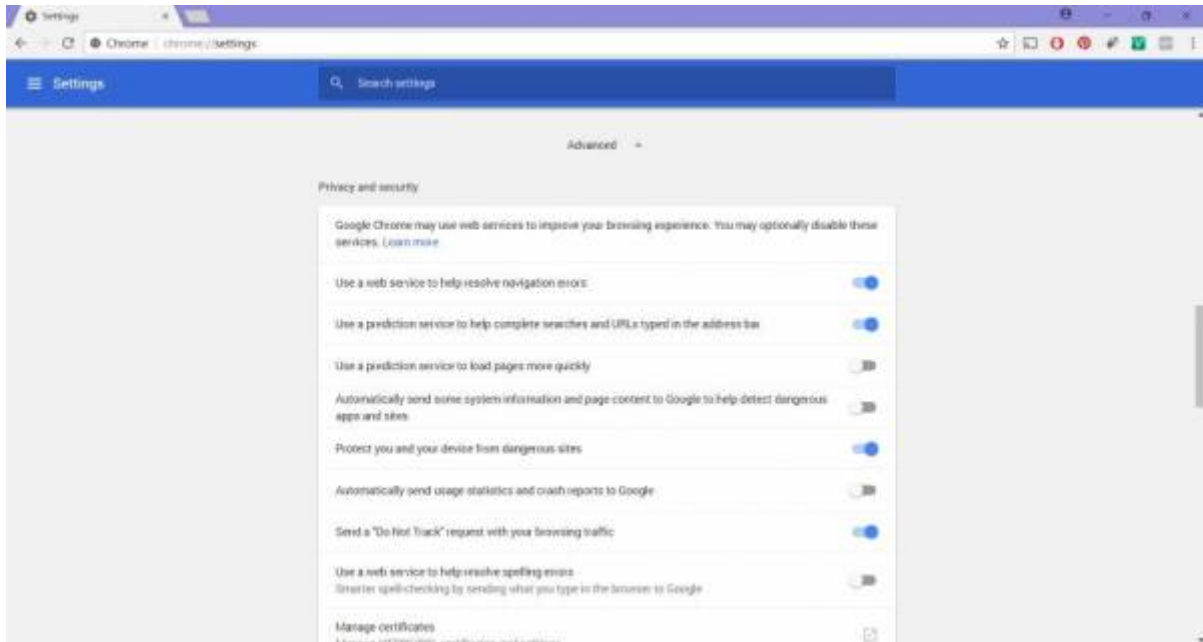 Settings
Chrome chrome://settings
Settings
Search settings
Advanced
Privacy and security
Google Chrome may use web services to improve your browsing experience. You may optionally disable these
services. Learn more
Use a web service to help resolve navigation errors
Use a prediction service to help complete searches and URLs typed in the address bar
Use a prediction service to load pages more quickly
Automatically send some system information and page content to Google to help detect dangerous
apps and sites
Protect you and your device from dangerous sites
Automatically send usage statistics and crash reports to Google
Send a "Do Not Track" request with your browsing traffic
Use a web service to help resolve spelling errors
Smarter spell-checking by sending what you type in the browser to Google
Manage certificates